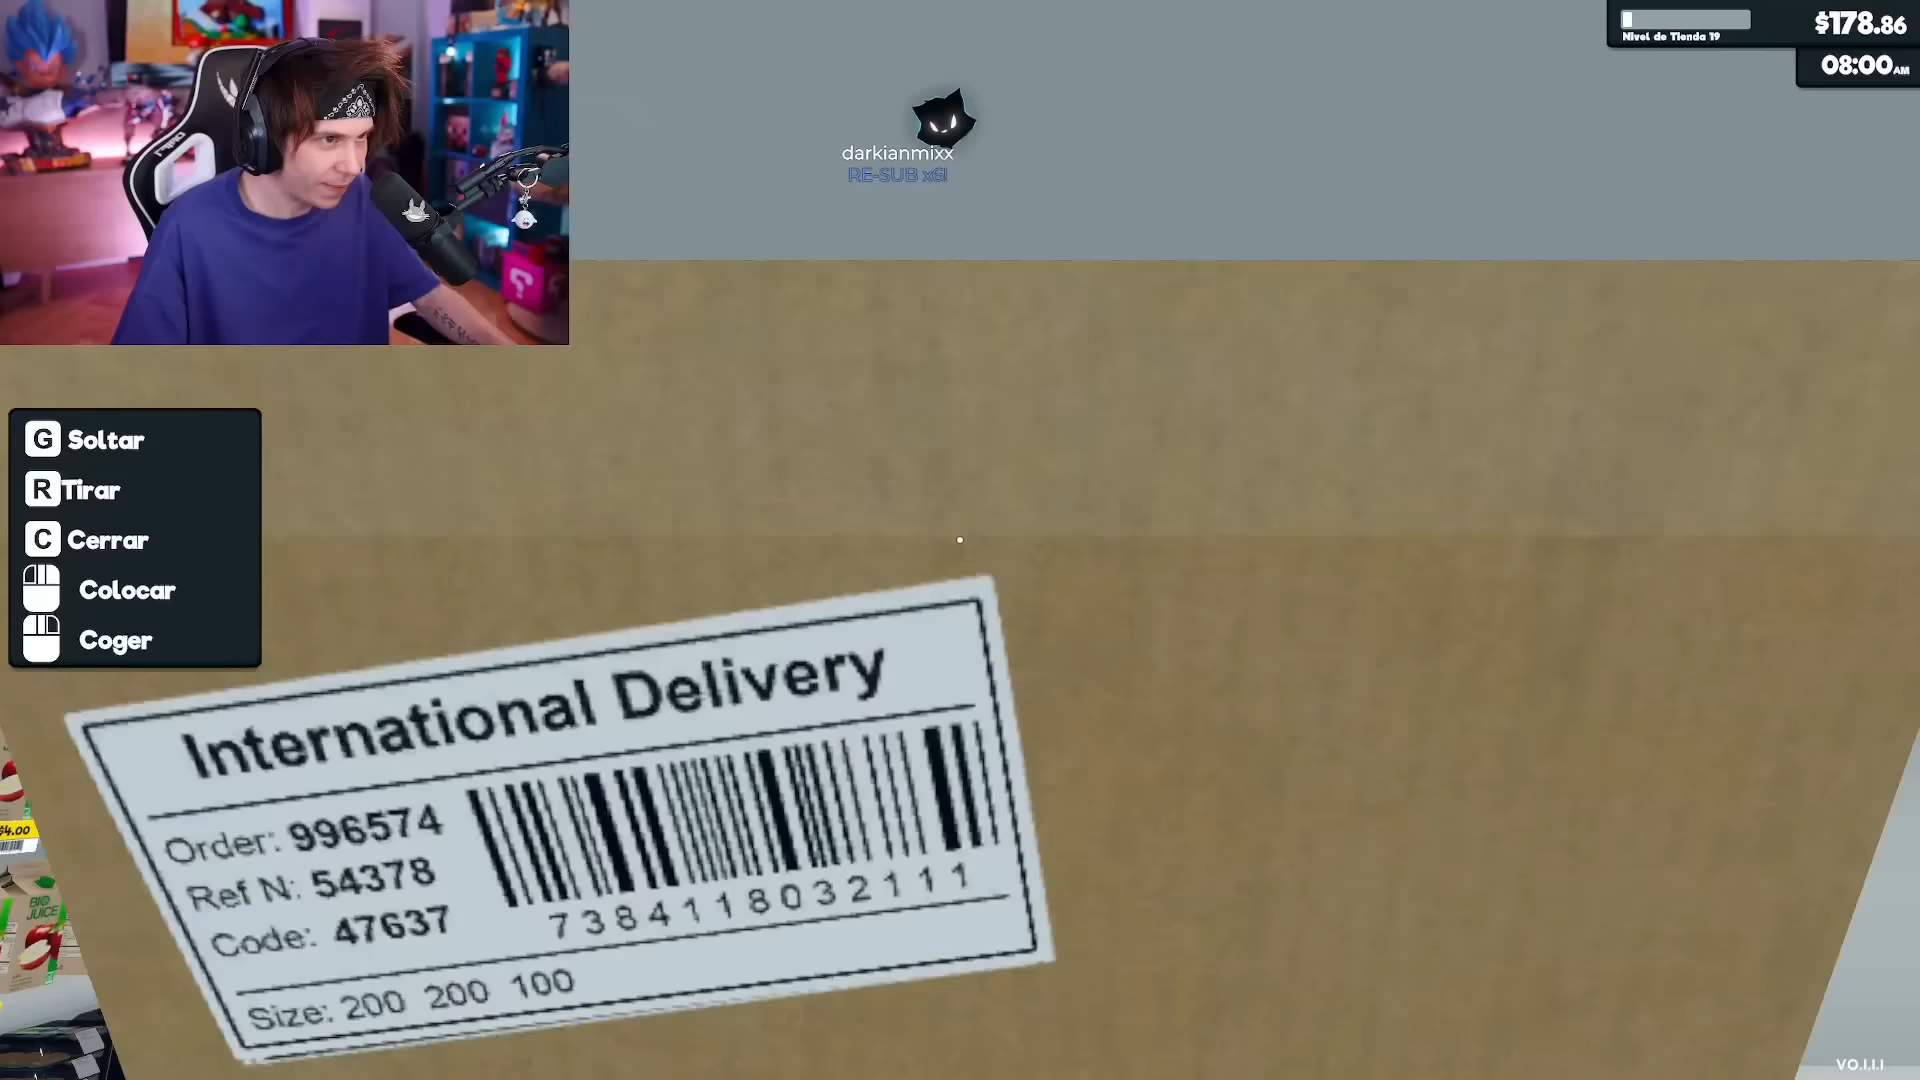 Nivel de Tienda 19
$178.86
08:00AM
darkianmixx
RE-SUB x6!
G Soltar
R Tirar
C Cerrar
Colocar
Coger
International Delivery
Order: 996574
Ref N: 54378
Code: 47637
7384118032111
Size: 200 200 100
$4.00
BIO
JUICE
V0.1.1.1